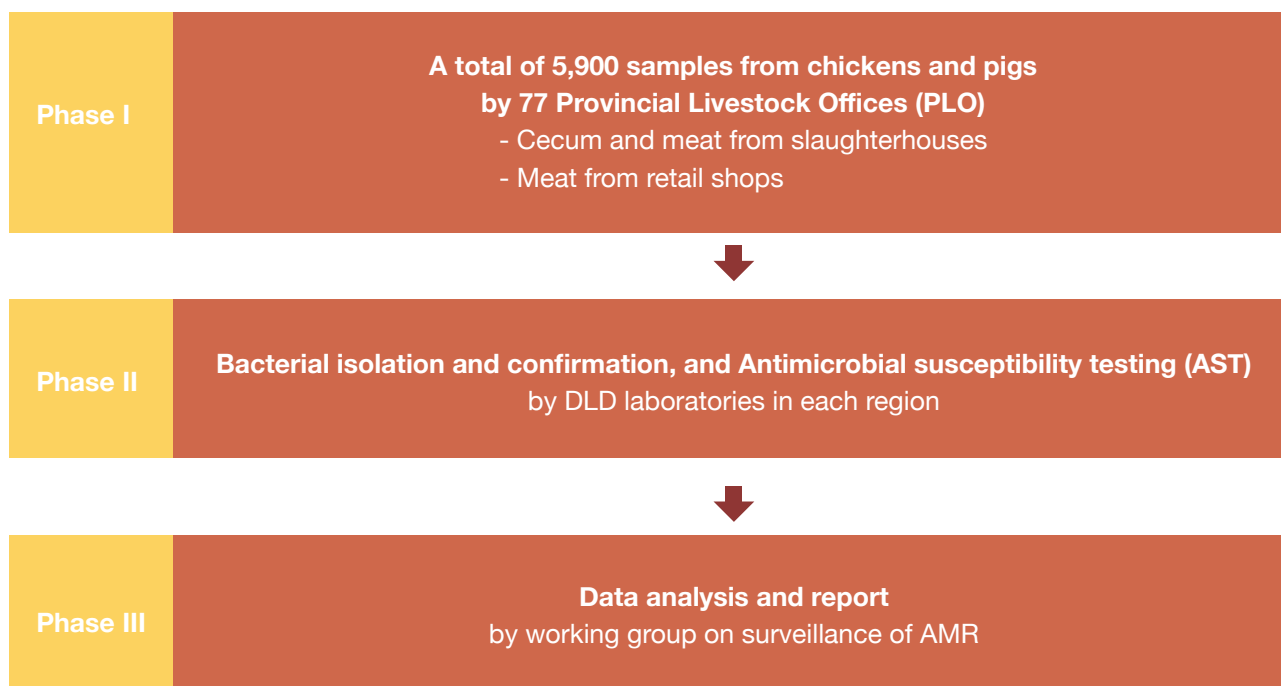 Phase I
A total of 5,900 samples from chickens and pigs
by 77 Provincial Livestock Offices (PLO)
- Cecum and meat from slaughterhouses
- Meat from retail shops
Phase II
Bacterial isolation and confirmation, and Antimicrobial susceptibility testing (AST)
by DLD laboratories in each region
Phase III
Data analysis and report
by working group on surveillance of AMR